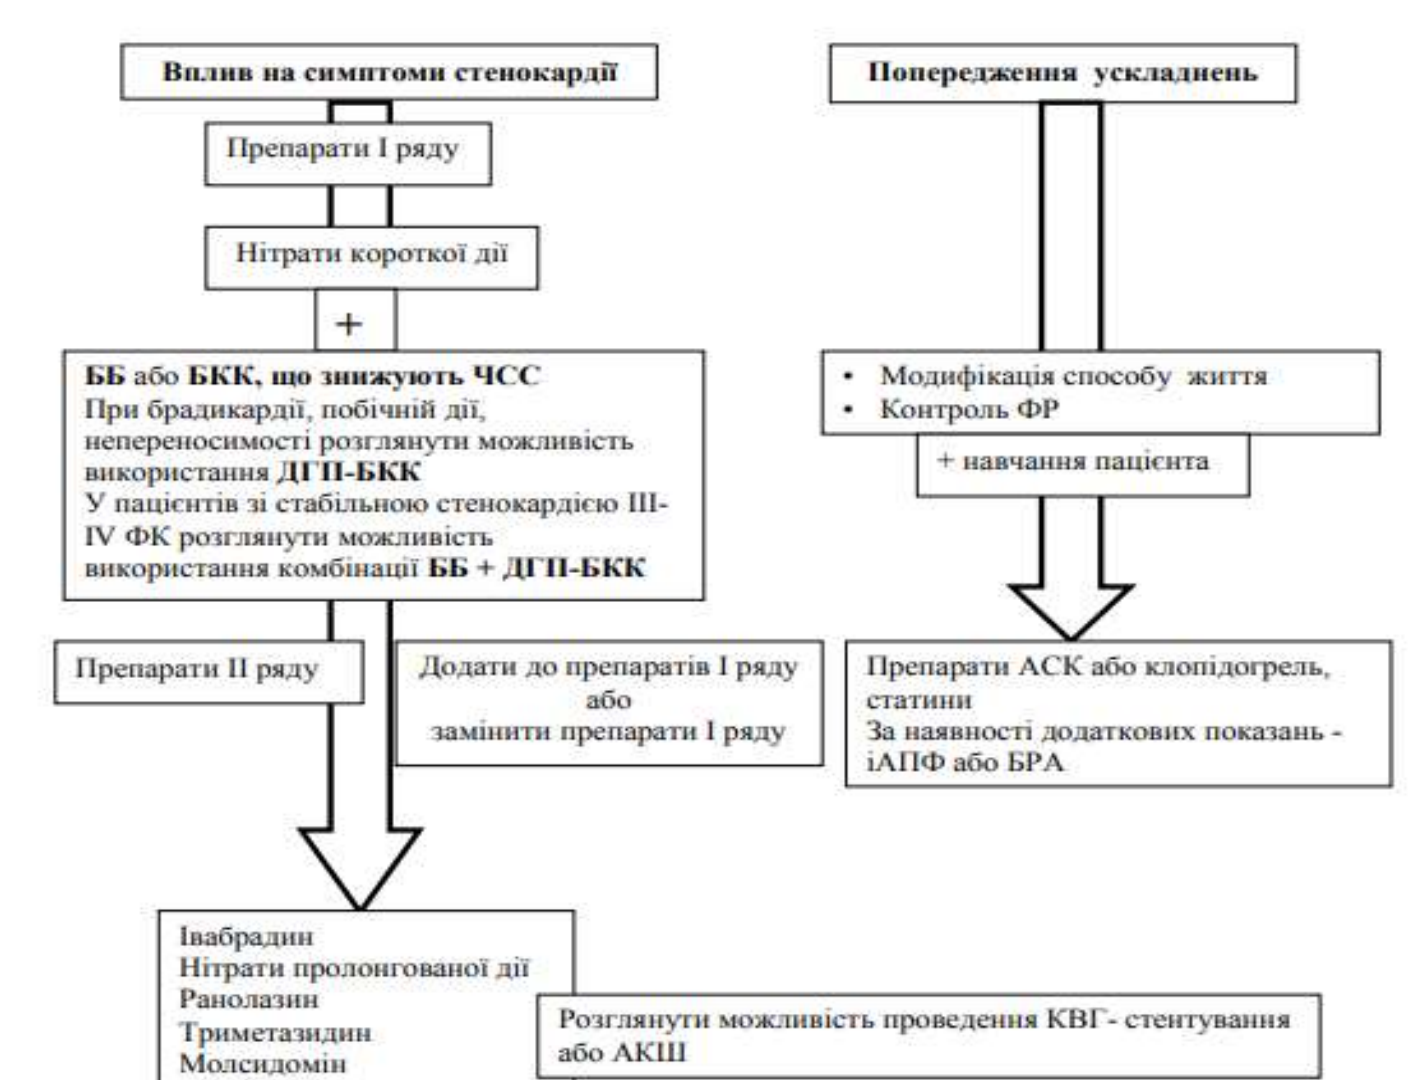 Вплив на симптоми стенокардії
Препарати І ряду
Нітрати короткої дії
+
ББ або БКК, що знижують ЧСС
При брадикардії, побічній дії,
непереносимості розглянути можливість
використання ДГП-БКК
У пацієнтів зі стабільною стенокардією ІІІ-
IV ФК розглянути можливість
використання комбінації ББ + ДГП-БКК
Препарати ІІ ряду
Додати до препаратів І ряду
або
замінити препарати І ряду
Івабрадин
Нітрати пролонгованої дії
Ранолазин
Триметазидин
Молсидомін
Розглянути можливість проведення КВГ- стентування
або АКШ
Попередження ускладнень
• Модифікація способу життя
• Контроль ФР
+ навчання пацієнта
Препарати АСК або клопідогрель,
статини
За наявності додаткових показань -
іАПФ або БРА